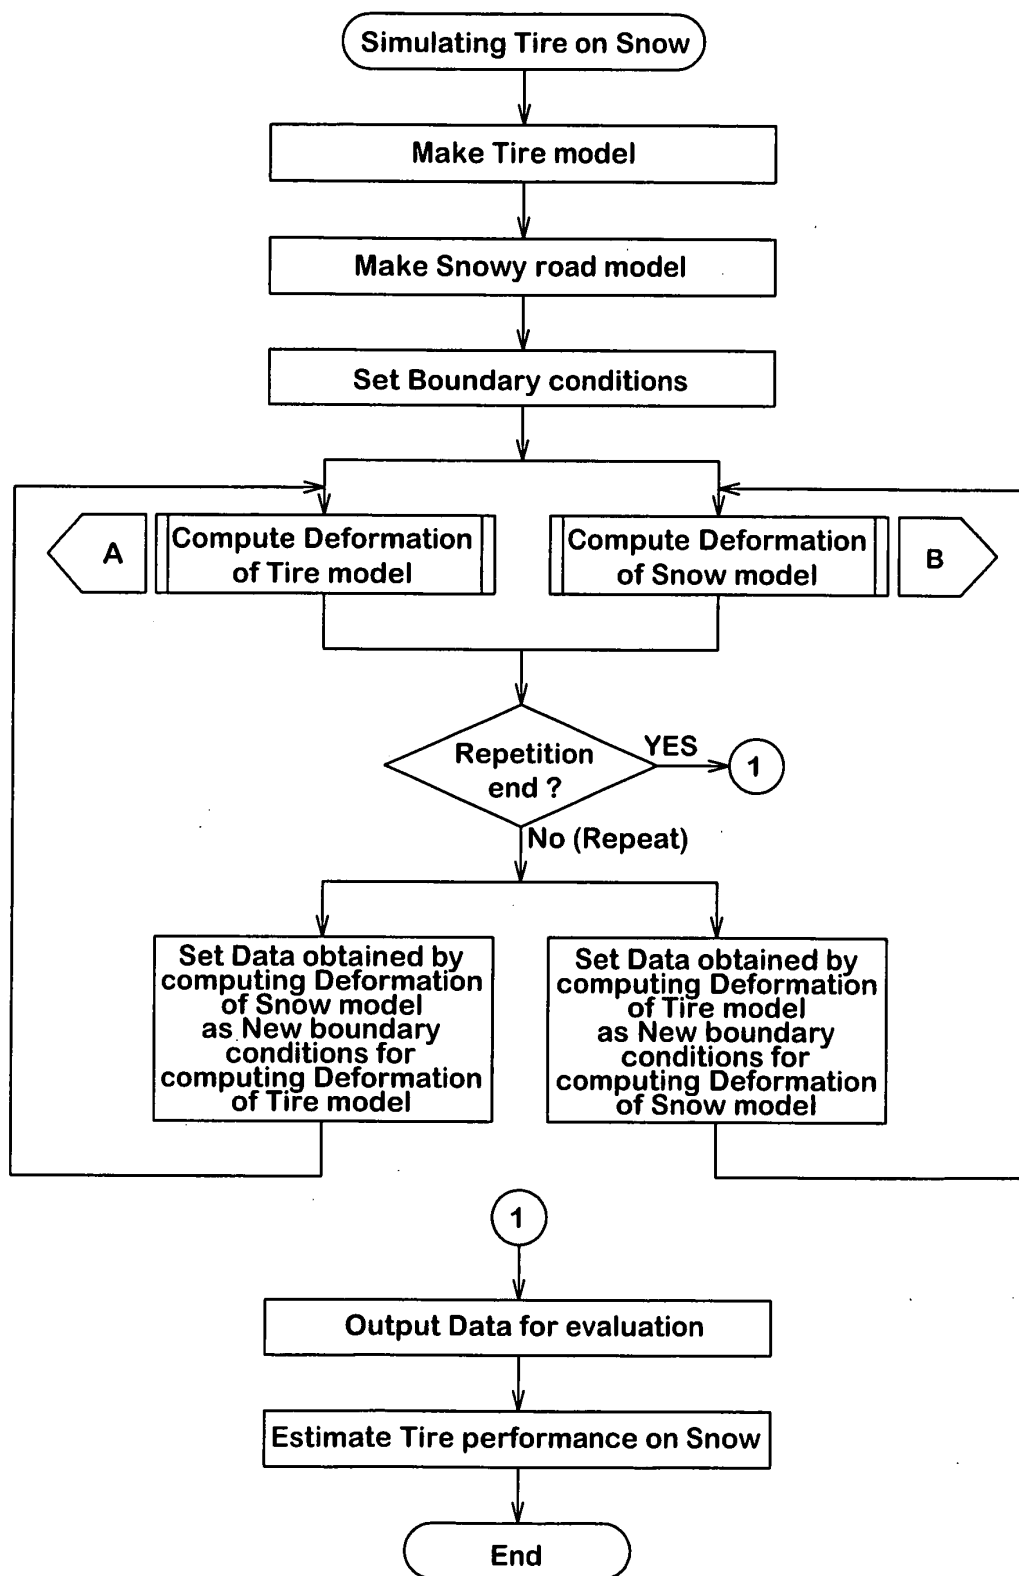 Simulating Tire on Snow
Make Tire model
Make Snowy road model
Set Boundary conditions
A
Compute Deformation
of Tire model
Compute Deformation
of Snow model
B
Repetition
end ?
YES
1
No (Repeat)
Set Data obtained by
computing Deformation
of Snow model
as New boundary
conditions for
computing Deformation
of Tire model
Set Data obtained by
computing Deformation
of Tire model
as New boundary
conditions for
computing Deformation
of Snow model
1
Output Data for evaluation
Estimate Tire performance on Snow
End